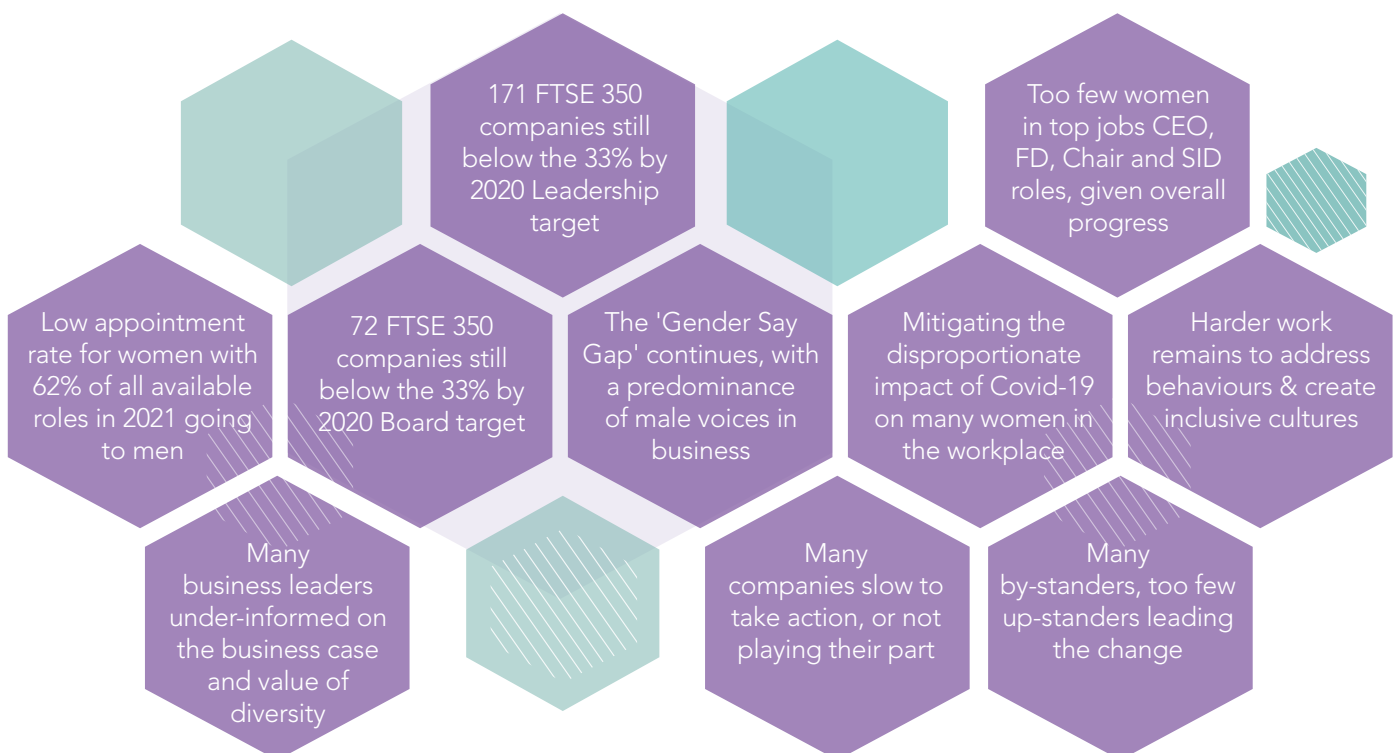 171 FTSE 350
companies still
below the 33% by
2020 Leadership
target
Too few women
in top jobs CEO,
FD, Chair and SID
roles, given overall
progress
Low appointment
rate for women with
62% of all available
roles in 2021 going
to men
72 FTSE 350
companies still
below the 33% by
2020 Board target
The 'Gender Say
Gap' continues, with
a predominance
of male voices in
business
Mitigating the
disproportionate
impact of Covid-19
on many women in
the workplace
Harder work
remains to address
behaviours & create
inclusive cultures
Many
business leaders
under-informed on
the business case
and value of
diversity
Many
companies slow to
take action, or not
playing their part
Many
by-standers, too few
up-standers leading
the change